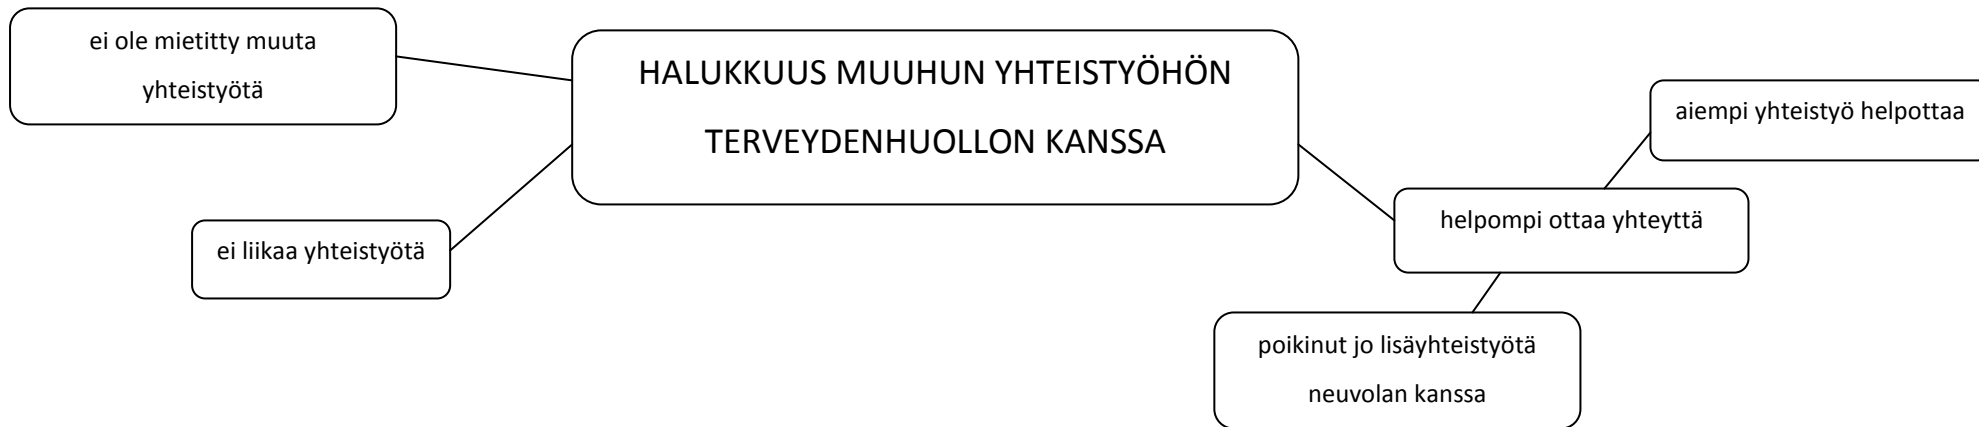 ei ole mietitty muuta
yhteistyötä
HALUKKUUS MUUHUN YHTEISTYÖHÖN
TERVEYDENHUOLLON KANSSA
aiempi yhteistyö helpottaa
ei liikaa yhteistyötä
helpompi ottaa yhteyttä
poikinut jo lisäyhteistyötä
neuvolan kanssa